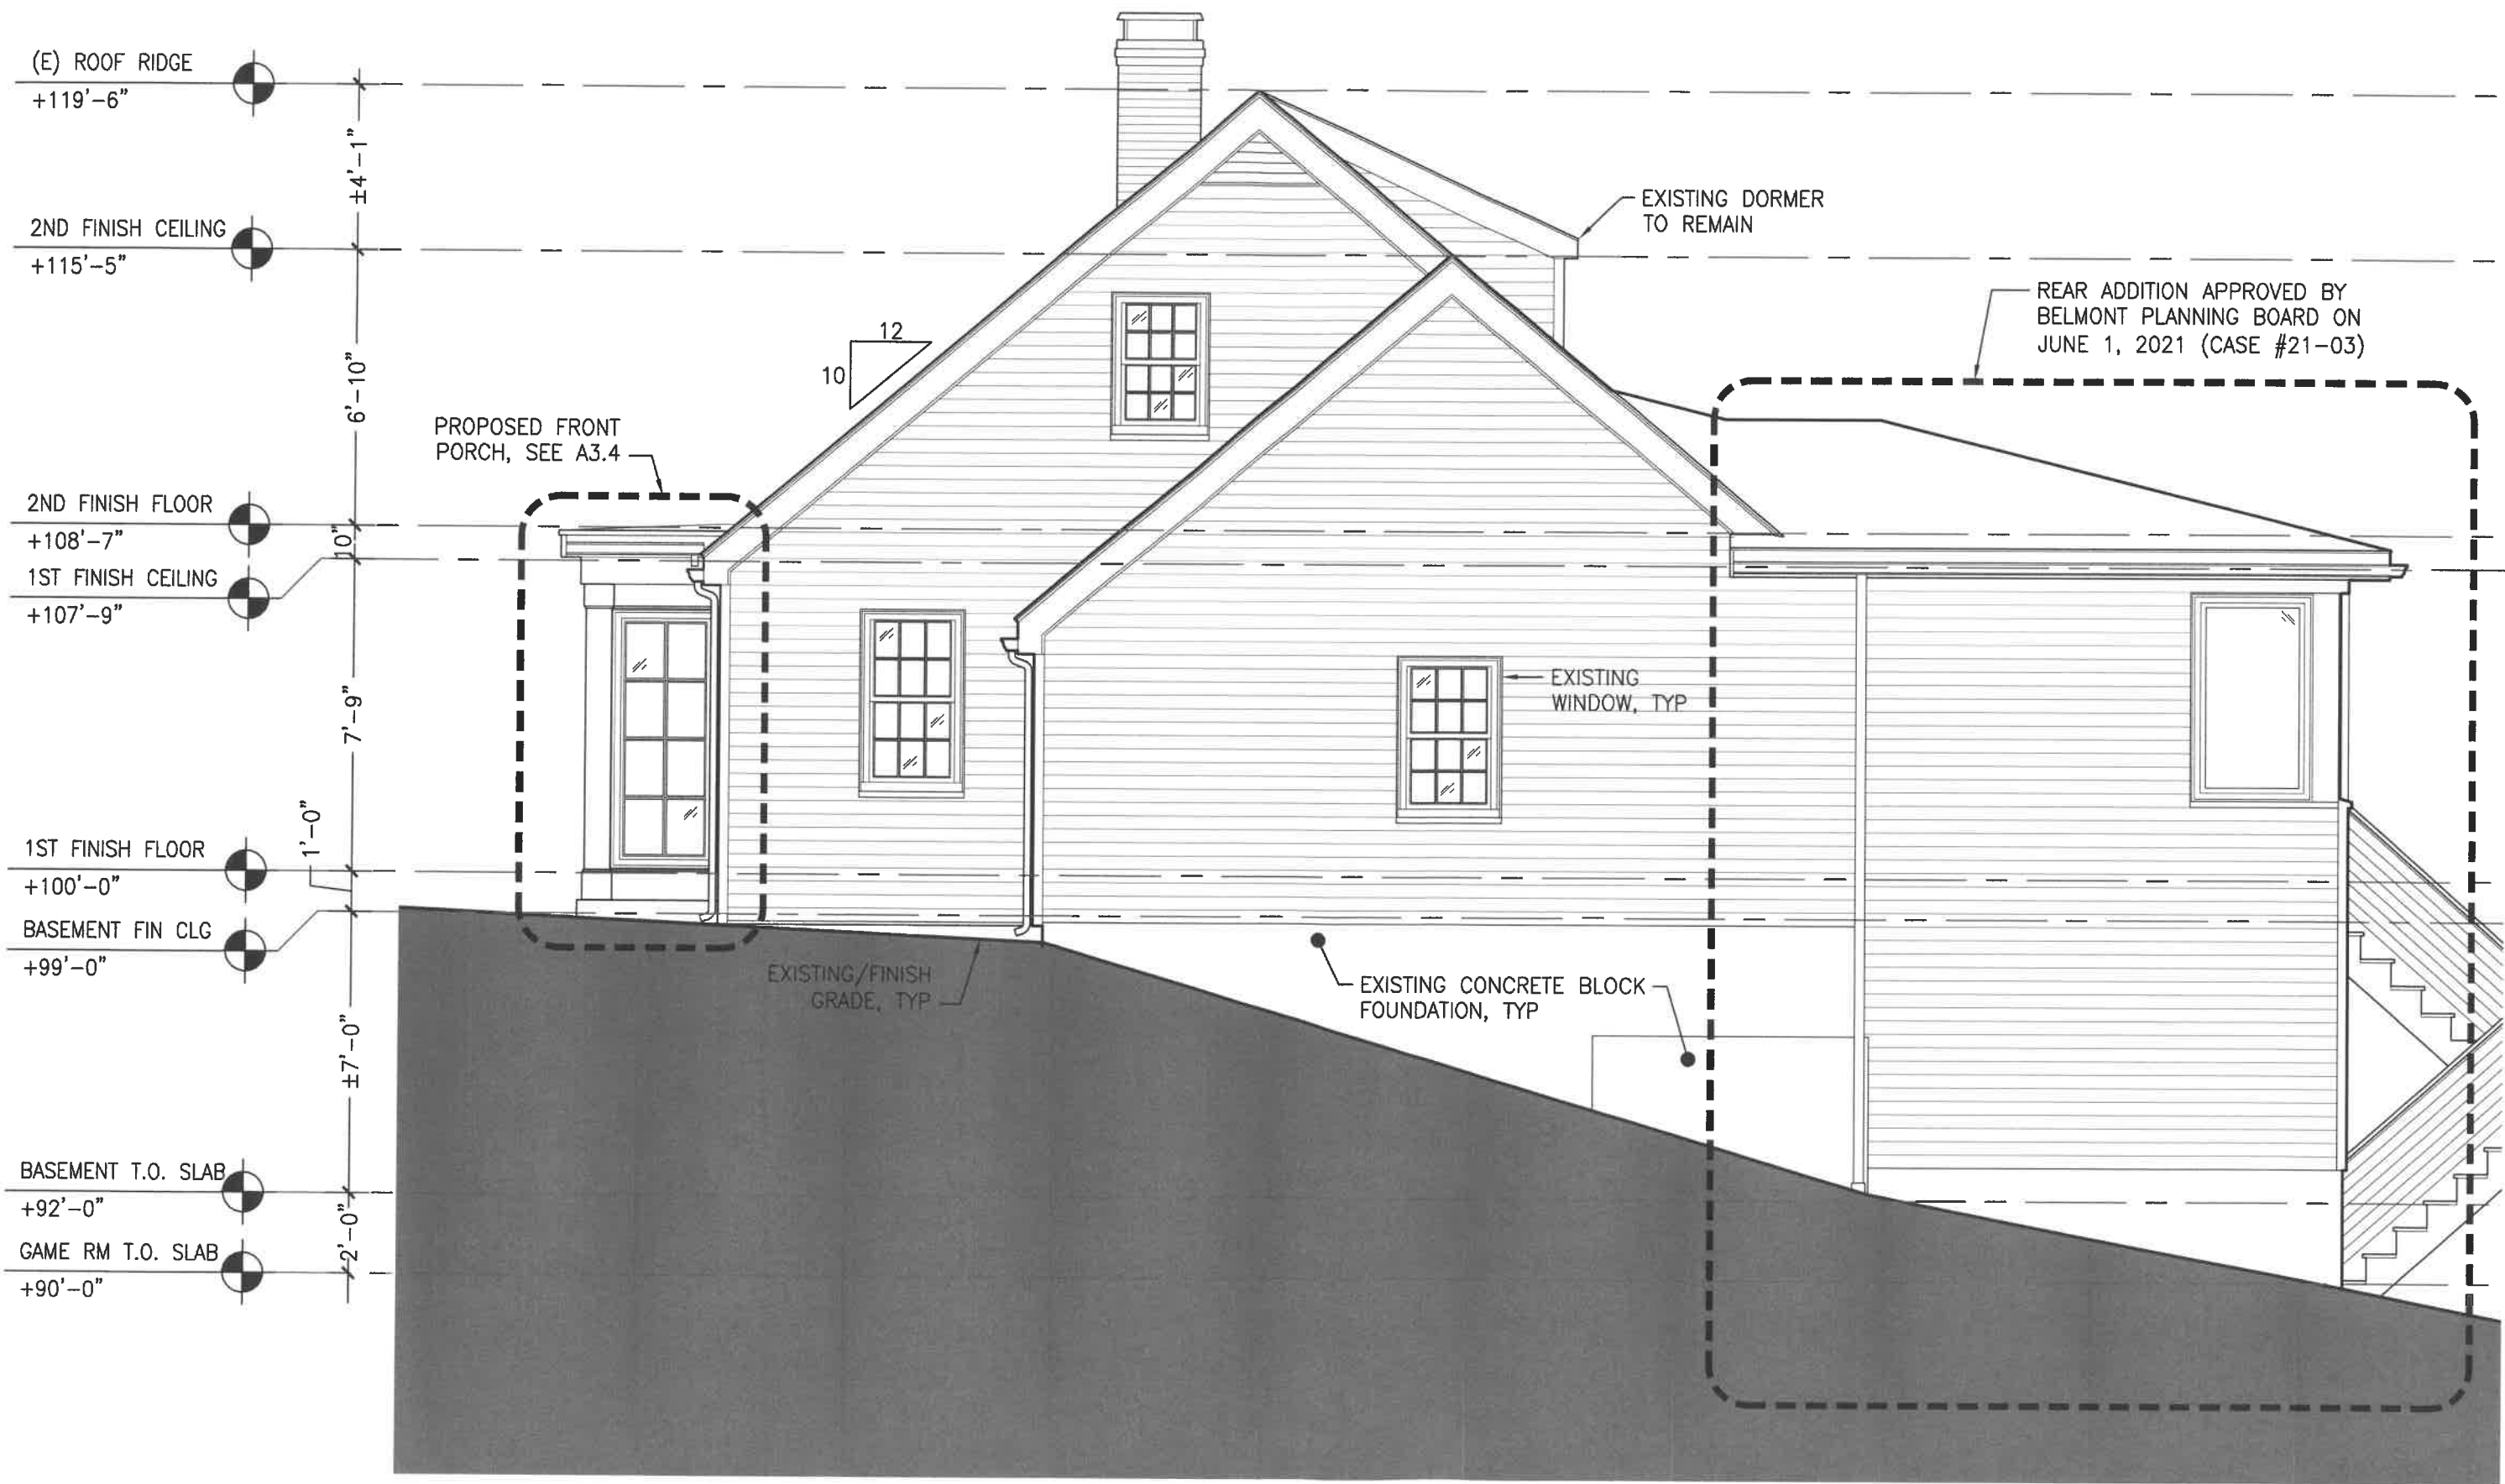 (E) ROOF RIDGE
+119'-6"
±4'-1"
2ND FINISH CEILING
+115'-5"
6'-10"
2ND FINISH FLOOR
+108'-7"
10"
1ST FINISH CEILING
+107'-9"
7'-9"
1ST FINISH FLOOR
+100'-0"
1'-0"
BASEMENT FIN CLG
+99'-0"
±7'-0"
BASEMENT T.O. SLAB
+92'-0"
2'-0"
GAME RM T.O. SLAB
+90'-0"
PROPOSED FRONT
PORCH, SEE A3.4
12
10
EXISTING DORMER
TO REMAIN
REAR ADDITION APPROVED BY
BELMONT PLANNING BOARD ON
JUNE 1, 2021 (CASE #21-03)
EXISTING
WINDOW, TYP
EXISTING/FINISH
GRADE, TYP
EXISTING CONCRETE BLOCK
FOUNDATION, TYP